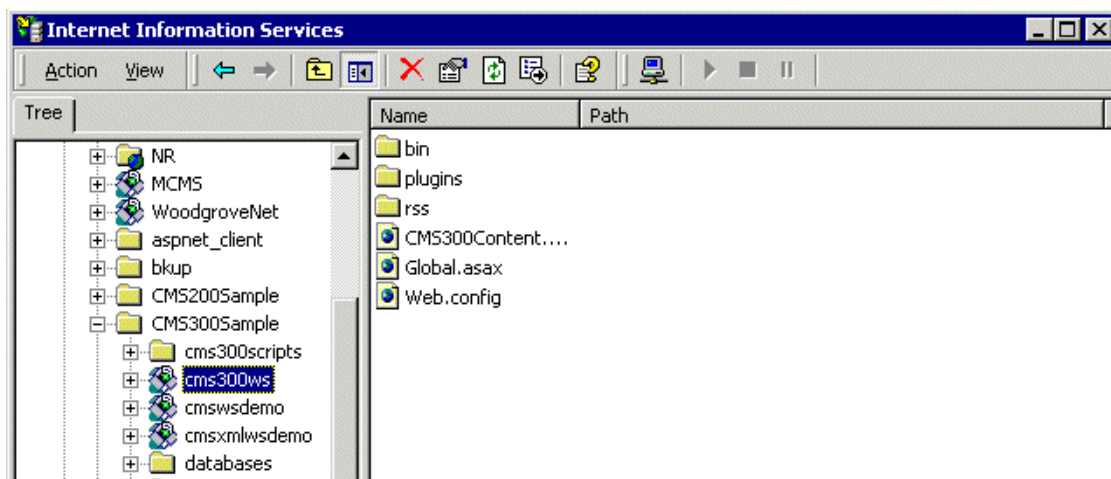 Internet Information Services
Action View
Tree
Name Path
NR
MCMS
WoodgroveNet
aspnet_client
bkup
CMS200Sample
CMS300Sample
cms300scripts
cms300ws
cmswsdemo
cmsxmlwsdemo
databases
bin
plugins
rss
CMS300Content....
Global.asax
Web.config